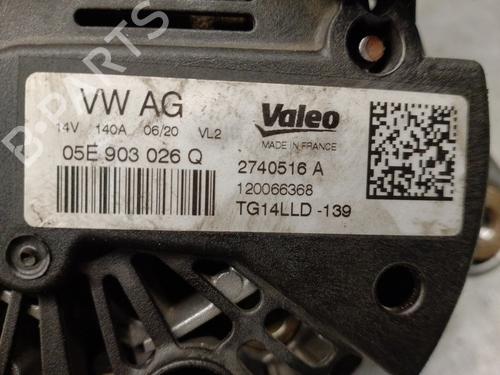 B-PARTS
VW AG
14V 140A 06/20 VL2
05E 903 026 Q
Valeo
MADE IN FRANCE
2740516 A
120066368
TG14LLD -139